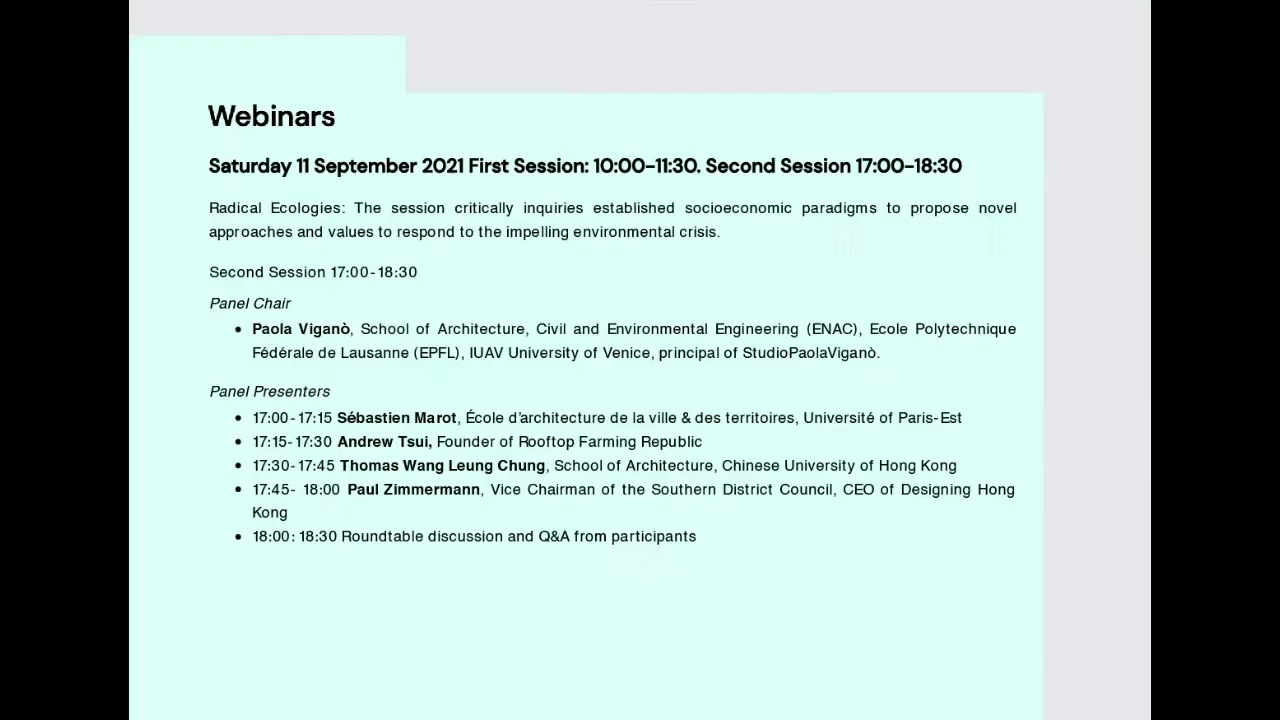 Webinars
Saturday 11 September 2021 First Session: 10:00-11:30. Second Session 17:00-18:30
Radical Ecologies: The session critically inquiries established socioeconomic paradigms to propose novel
approaches and values to respond to the impelling environmental crisis.
Second Session 17:00-18:30
Panel Chair
• Paola Viganò, School of Architecture, Civil and Environmental Engineering (ENAC), Ecole Polytechnique
Fédérale de Lausanne (EPFL), IUAV University of Venice, principal of StudioPaolaViganò.
Panel Presenters
• 17:00-17:15 Sébastien Marot, École d'architecture de la ville & des territoires, Université of Paris-Est
• 17:15-17:30 Andrew Tsui, Founder of Rooftop Farming Republic
• 17:30-17:45 Thomas Wang Leung Chung, School of Architecture, Chinese University of Hong Kong
• 17:45- 18:00 Paul Zimmermann, Vice Chairman of the Southern District Council, CEO of Designing Hong
Kong
• 18:00: 18:30 Roundtable discussion and Q&A from participants